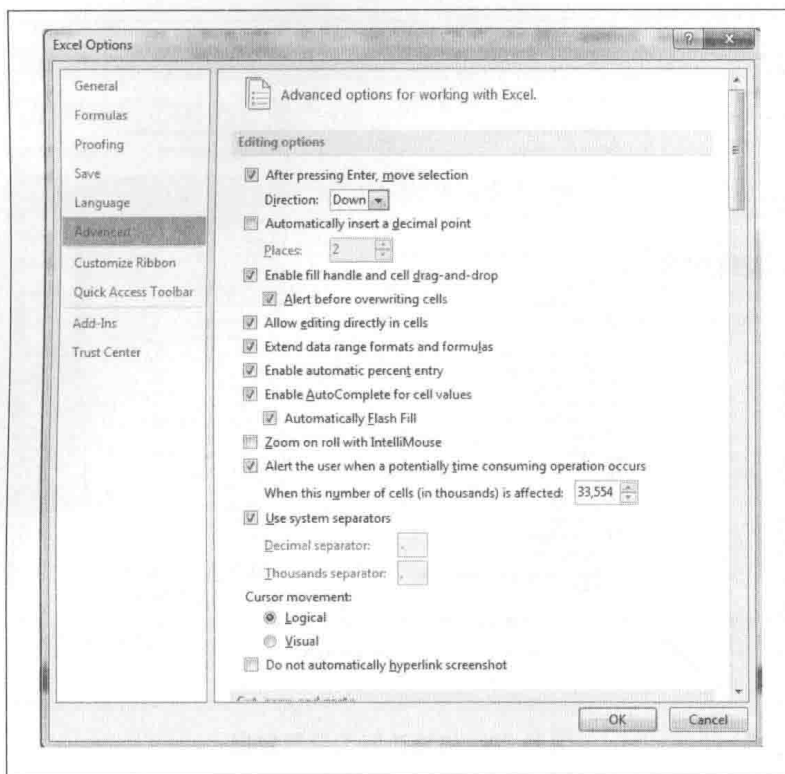 Excel Options
General
Formulas
Proofing
Save
Language
Advanced
Customize Ribbon
Quick Access Toolbar
Add-Ins
Trust Center
Advanced options for working with Excel.
Editing options
After pressing Enter, move selection
Direction: Down
Automatically insert a decimal point
Places: 2
Enable fill handle and cell drag-and-drop
Alert before overwriting cells
Allow editing directly in cells
Extend data range formats and formulas
Enable automatic percent entry
Enable AutoComplete for cell values
Automatically Flash Fill
Zoom on roll with IntelliMouse
Alert the user when a potentially time consuming operation occurs
When this number of cells (in thousands) is affected: 33,554
Use system separators
Decimal separator: .
Thousands separator: ,
Cursor movement:
Logical
Visual
Do not automatically hyperlink screenshot
OK Cancel